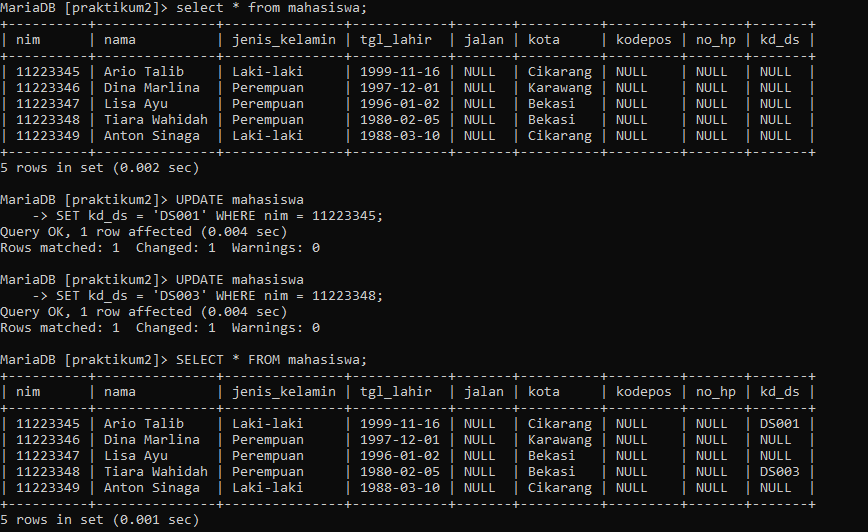 MariaDB [praktikum2]> select * from mahasiswa;
+----------+---------------+---------------+------------+-------+----------+---------+-------+-------+
| nim      | nama          | jenis_kelamin | tgl_lahir  | jalan | kota     | kodepos | no_hp | kd_ds |
+----------+---------------+---------------+------------+-------+----------+---------+-------+-------+
| 11223345 | Ario Talib    | Laki-laki     | 1999-11-16 | NULL  | Cikarang | NULL    | NULL  | NULL  |
| 11223346 | Dina Marlina  | Perempuan     | 1997-12-01 | NULL  | Karawang | NULL    | NULL  | NULL  |
| 11223347 | Lisa Ayu      | Perempuan     | 1996-01-02 | NULL  | Bekasi   | NULL    | NULL  | NULL  |
| 11223348 | Tiara Wahidah | Perempuan     | 1980-02-05 | NULL  | Bekasi   | NULL    | NULL  | NULL  |
| 11223349 | Anton Sinaga  | Laki-laki     | 1988-03-10 | NULL  | Cikarang | NULL    | NULL  | NULL  |
+----------+---------------+---------------+------------+-------+----------+---------+-------+-------+
5 rows in set (0.002 sec)
MariaDB [praktikum2]> UPDATE mahasiswa
    -> SET kd_ds = 'DS001' WHERE nim = 11223345;
Query OK, 1 row affected (0.004 sec)
Rows matched: 1  Changed: 1  Warnings: 0
MariaDB [praktikum2]> UPDATE mahasiswa
    -> SET kd_ds = 'DS003' WHERE nim = 11223348;
Query OK, 1 row affected (0.004 sec)
Rows matched: 1  Changed: 1  Warnings: 0
MariaDB [praktikum2]> SELECT * FROM mahasiswa;
+----------+---------------+---------------+------------+-------+----------+---------+-------+-------+
| nim      | nama          | jenis_kelamin | tgl_lahir  | jalan | kota     | kodepos | no_hp | kd_ds |
+----------+---------------+---------------+------------+-------+----------+---------+-------+-------+
| 11223345 | Ario Talib    | Laki-laki     | 1999-11-16 | NULL  | Cikarang | NULL    | NULL  | DS001 |
| 11223346 | Dina Marlina  | Perempuan     | 1997-12-01 | NULL  | Karawang | NULL    | NULL  | NULL  |
| 11223347 | Lisa Ayu      | Perempuan     | 1996-01-02 | NULL  | Bekasi   | NULL    | NULL  | NULL  |
| 11223348 | Tiara Wahidah | Perempuan     | 1980-02-05 | NULL  | Bekasi   | NULL    | NULL  | DS003 |
| 11223349 | Anton Sinaga  | Laki-laki     | 1988-03-10 | NULL  | Cikarang | NULL    | NULL  | NULL  |
+----------+---------------+---------------+------------+-------+----------+---------+-------+-------+
5 rows in set (0.001 sec)